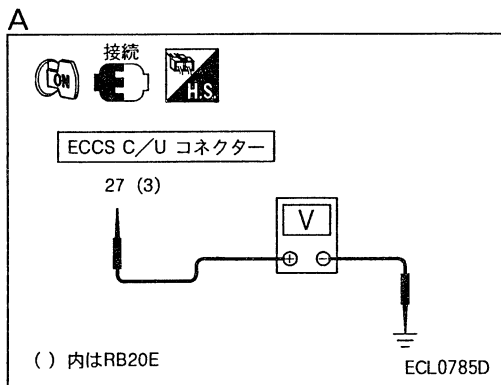 A
ON
接続
H.S.
ECCS C/U コネクター
27 (3)
V
⊕ ⊖
( ) 内はRB20E
ECL0785D